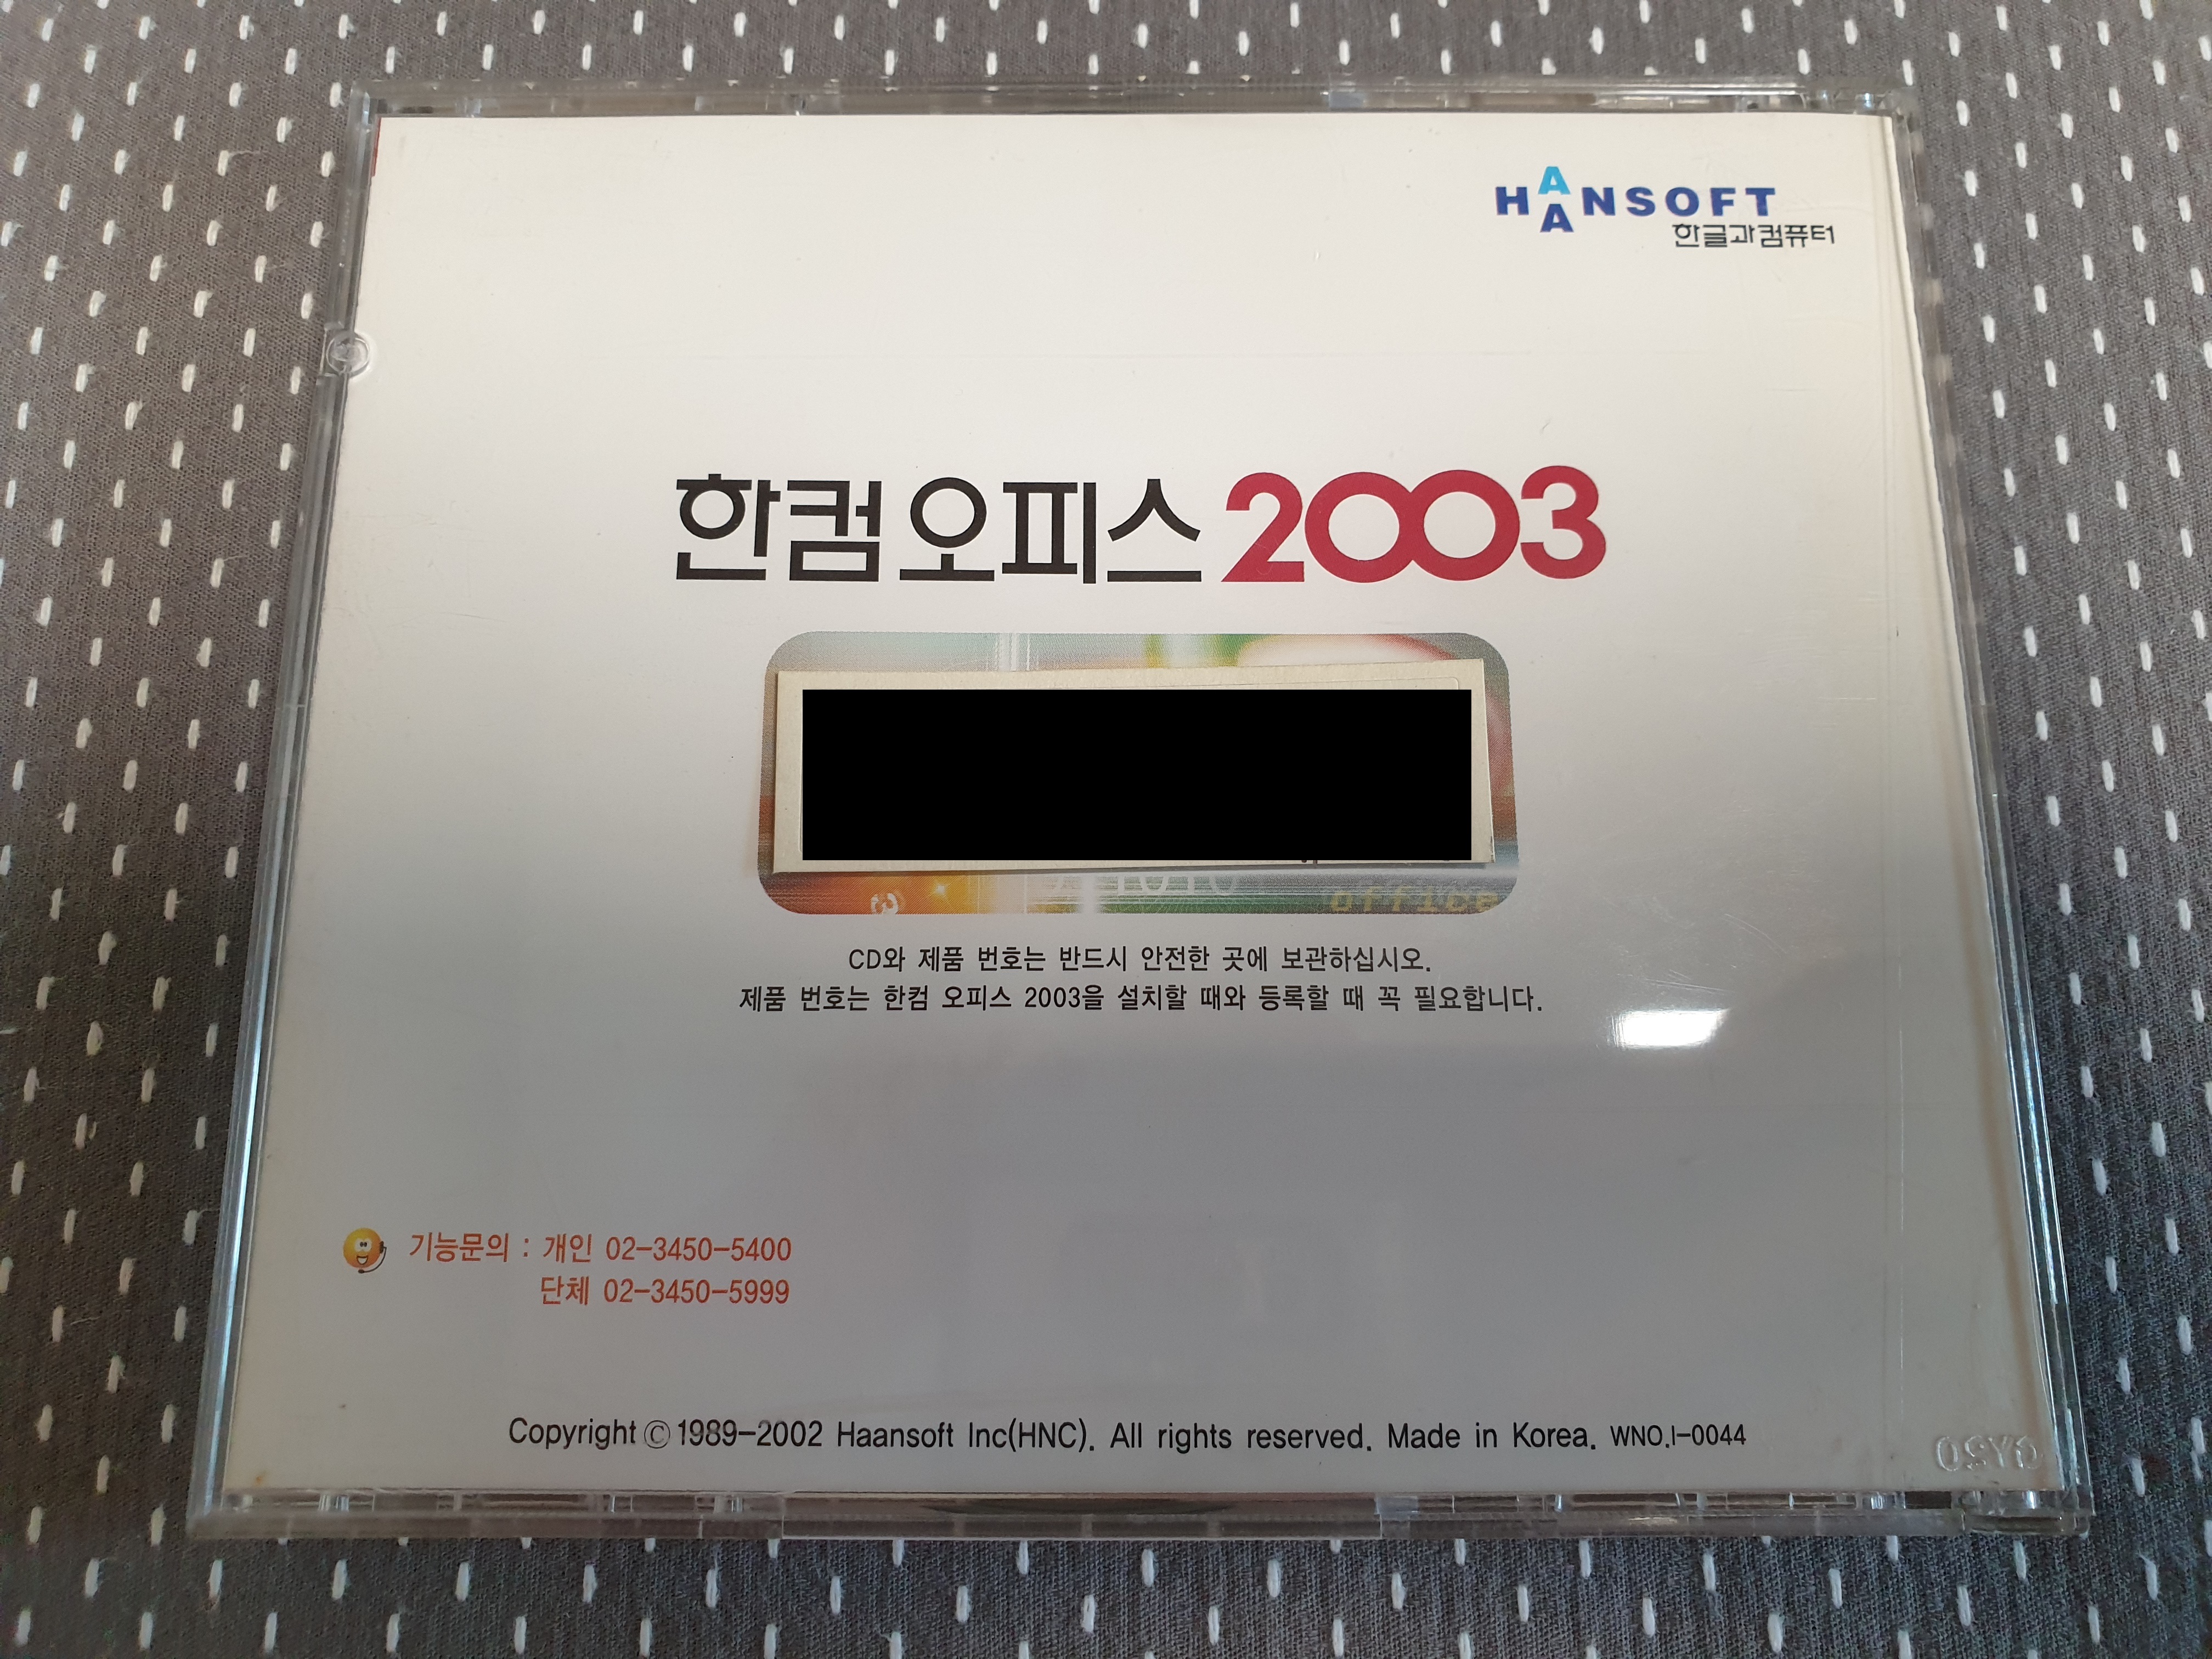 HAANSOFT
한글과컴퓨터
한컴 오피스 2003
office
CD와 제품 번호는 반드시 안전한 곳에 보관하십시오.
제품 번호는 한컴 오피스 2003을 설치할 때와 등록할 때 꼭 필요합니다.
기능문의 : 개인 02-3450-5400
단체 02-3450-5999
Copyright © 1989-2002 Haansoft Inc(HNC). All rights reserved. Made in Korea. WNO.I-0044